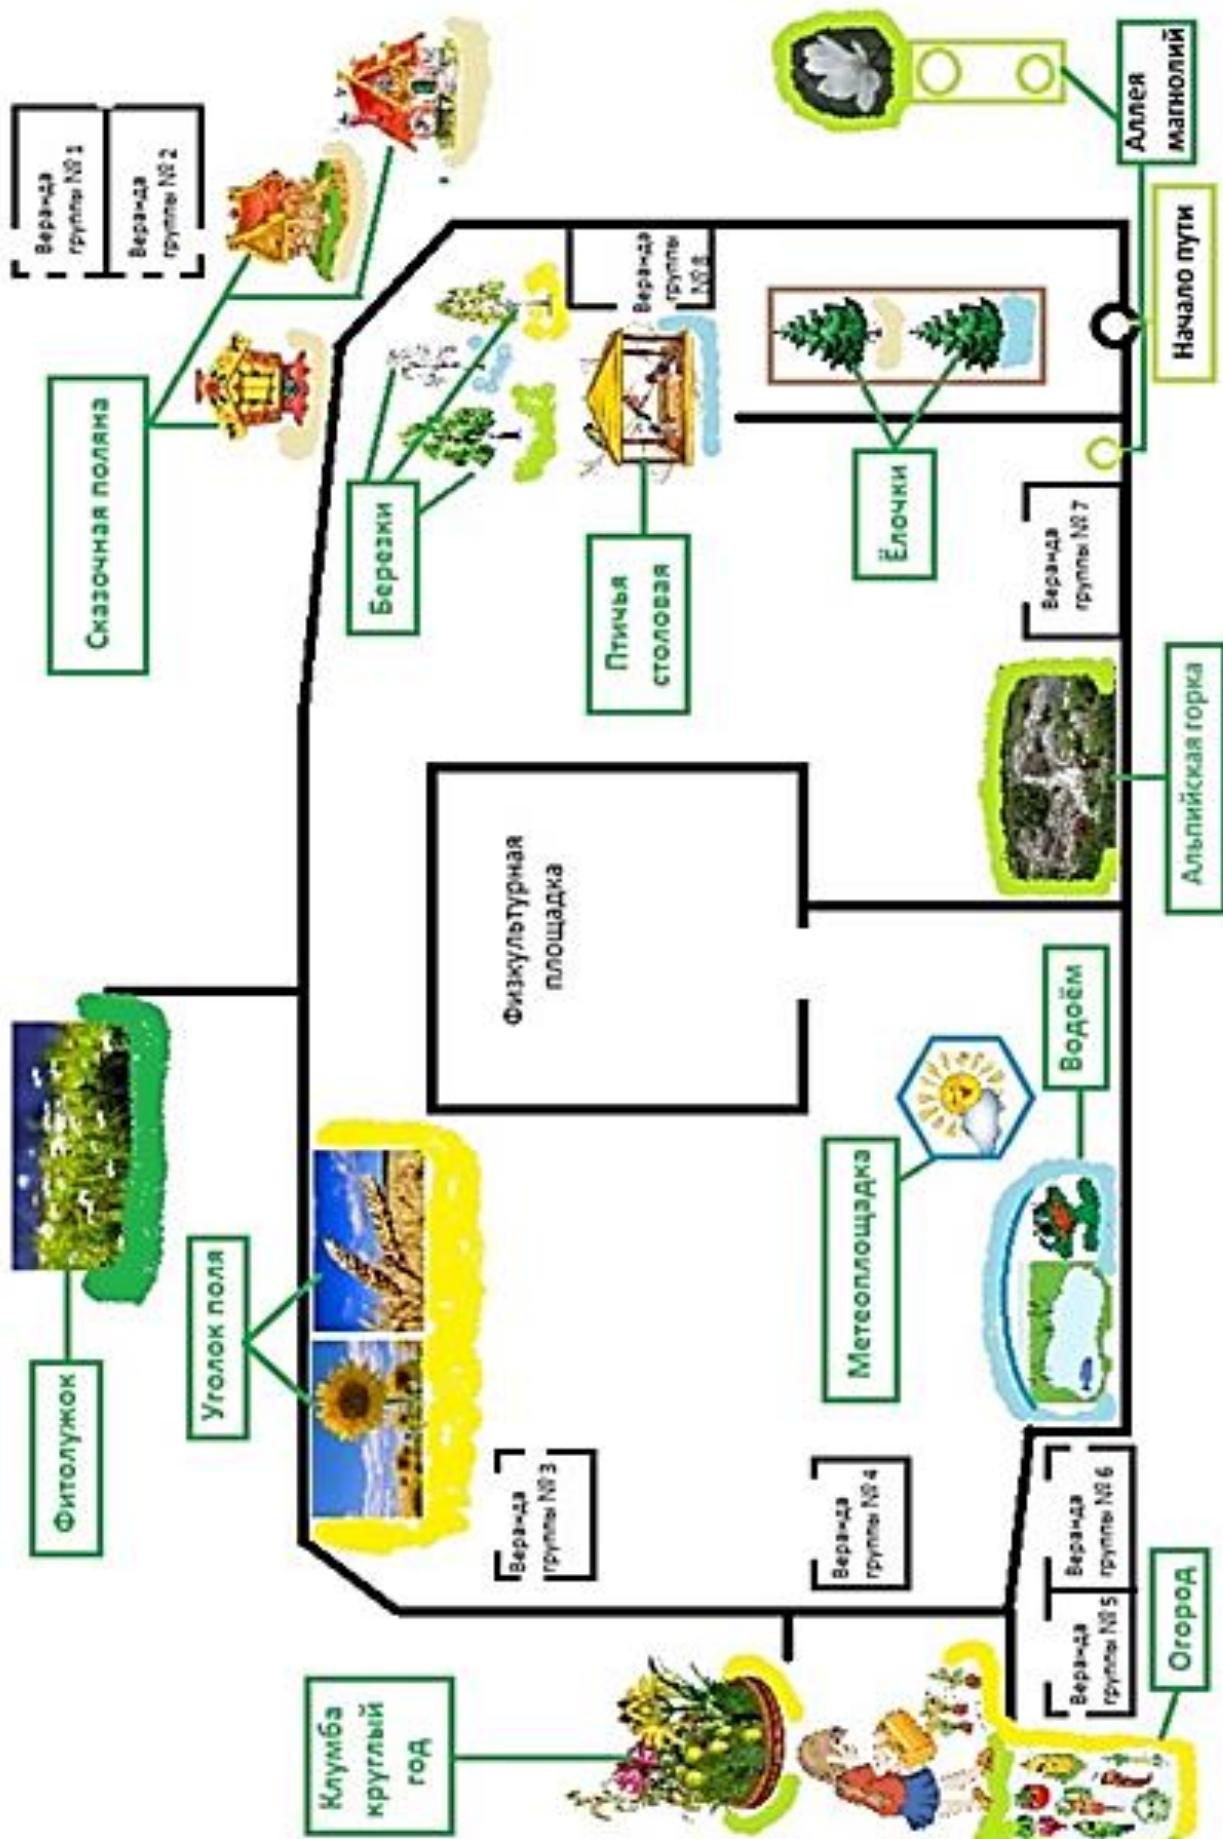 Фитолужок
Уголок поля
Сказочная поляна
Веранда
группы № 1
Веранда
группы № 2
Клумба
круглый
год
Веранда
группы № 3
Физкультурная
площадка
Березки
Птичья
столовая
Веранда
группы № 8
Веранда
группы № 4
Метеоплощадка
Ёлочки
Огород
Веранда
группы № 5
Веранда
группы № 6
Водоём
Альпийская горка
Веранда
группы № 7
Начало пути
Аллея
магнолий